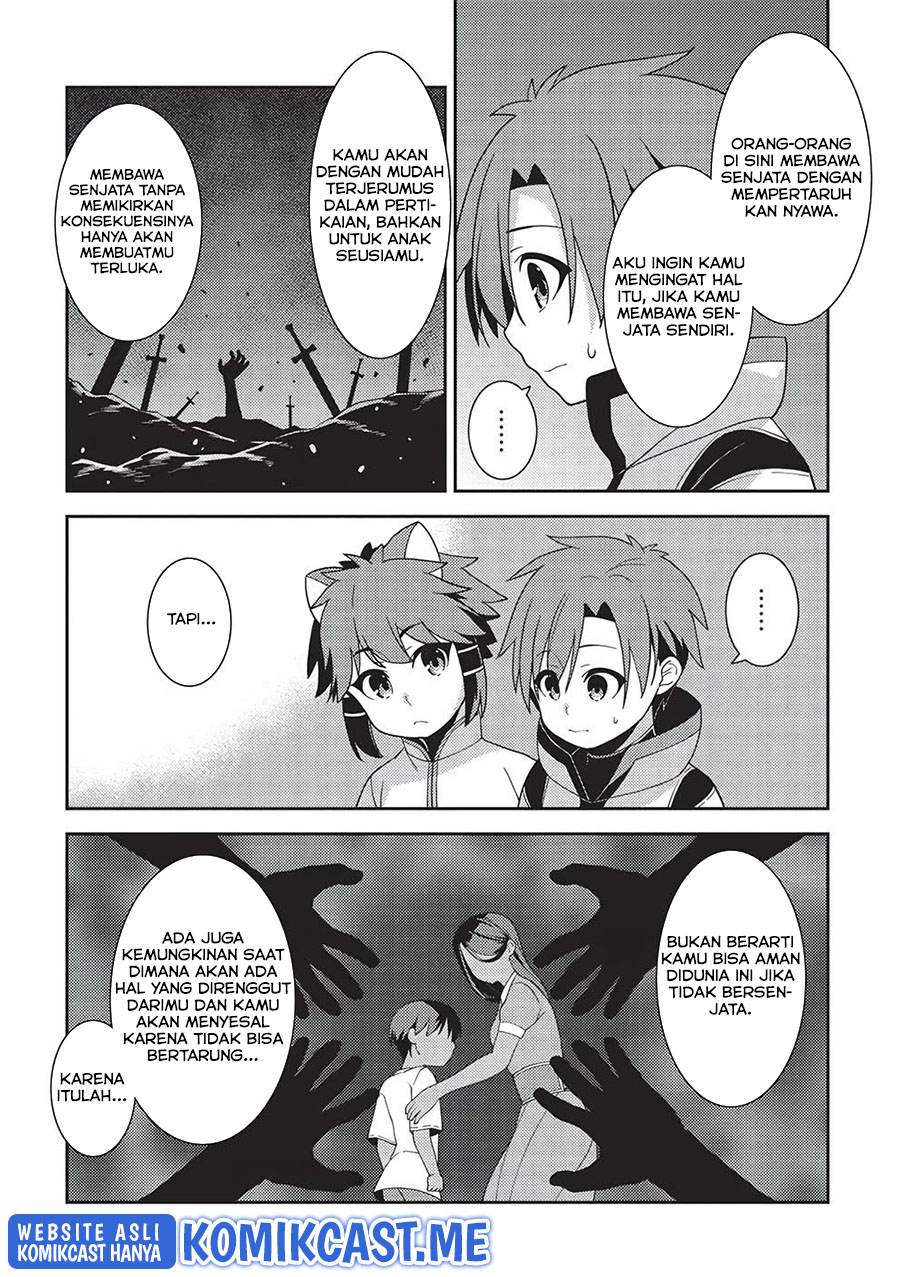 ORANG-ORANG
DI SINI MEMBAWA
SENJATA DENGAN
MEMPERTARUH
KAN NYAWA.
AKU INGIN KAMU
MENGINGAT HAL
ITU, JIKA KAMU
MEMBAWA SEN-
JATA SENDIRI.
......
KAMU AKAN
DENGAN MUDAH
TERJERUMUS
DALAM PERTI-
KAIAN, BAHKAN
UNTUK ANAK
SEUSIAMU.
MEMBAWA
SENJATA TANPA
MEMIKIRKAN
KONSEKUENSINYA
HANYA AKAN
MEMBUATMU
TERLUKA.
......
TAPI...
BUKAN BERARTI
KAMU BISA AMAN
DIDUNIA INI JIKA
TIDAK BERSEN-
JATA.
ADA JUGA
KEMUNGKINAN SAAT
DIMANA AKAN ADA
HAL YANG DIRENGGUT
DARIMU DAN KAMU
AKAN MENYESAL
KARENA TIDAK BISA
BERTARUNG...
KARENA
ITULAH...
WEBSITE ASLI
KOMIKCAST HANYA
KOMIKCAST.ME